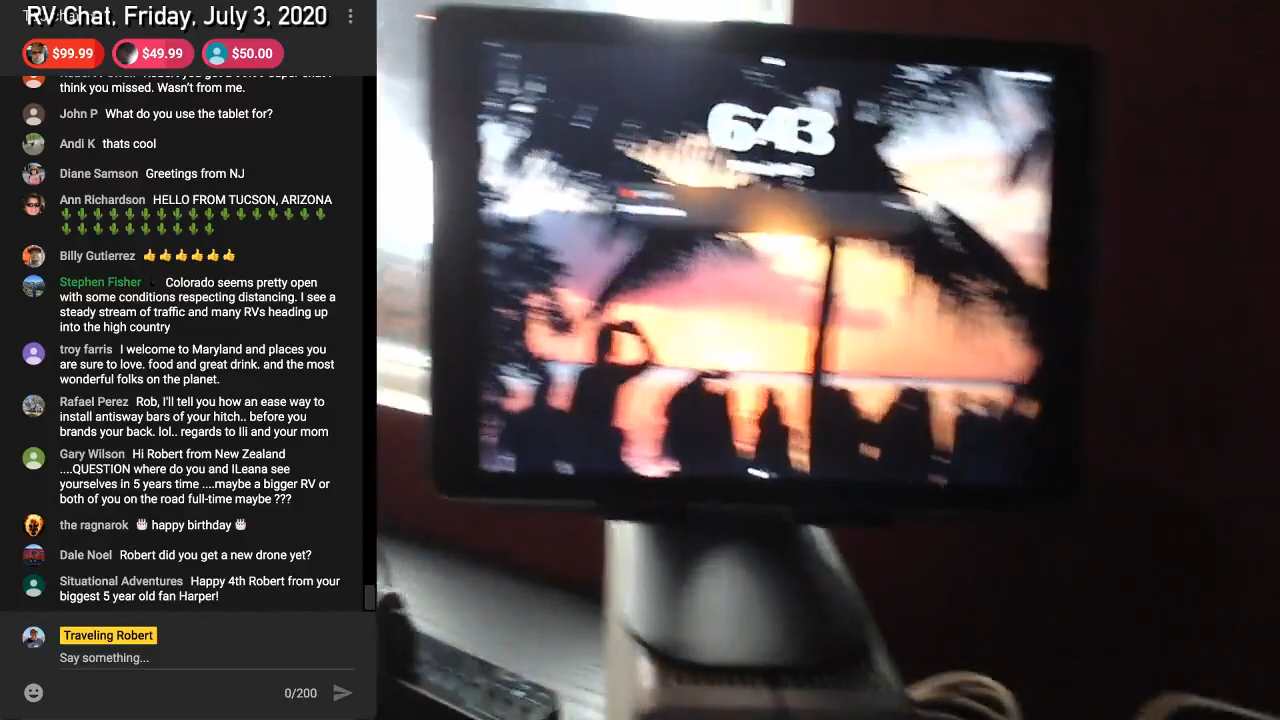 RV Chat, Friday, July 3, 2020
$99.99
$49.99
$50.00
think you missed. Wasn't from me.
John P What do you use the tablet for?
Andi K thats cool
Diane Samson Greetings from NJ
Ann Richardson HELLO FROM TUCSON, ARIZONA
🌵🌵🌵🌵🌵🌵🌵🌵🌵🌵🌵🌵🌵🌵🌵🌵🌵
🌵🌵🌵🌵🌵🌵🌵🌵🌵🌵
Billy Gutierrez 👍👍👍👍👍👍
Stephen Fisher Colorado seems pretty open
with some conditions respecting distancing. I see a
steady stream of traffic and many RVs heading up
into the high country
troy farris I welcome to Maryland and places you
are sure to love. food and great drink. and the most
wonderful folks on the planet.
Rafael Perez Rob, I'll tell you how an ease way to
install antisway bars of your hitch.. before you
brands your back. lol.. regards to Ili and your mom
Gary Wilson Hi Robert from New Zealand
....QUESTION where do you and ILeana see
yourselves in 5 years time ....maybe a bigger RV or
both of you on the road full-time maybe ???
the ragnarok 🎂 happy birthday 🎂
Dale Noel Robert did you get a new drone yet?
Situational Adventures Happy 4th Robert from your
biggest 5 year old fan Harper!
Traveling Robert
Say something...
0/200
6:43